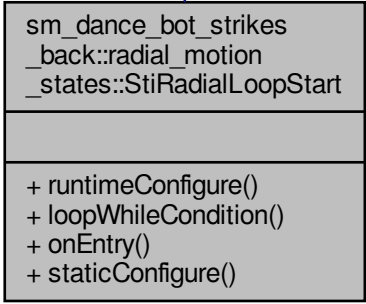 sm_dance_bot_strikes
_back::radial_motion
_states::StiRadialLoopStart
+ runtimeConfigure()
+ loopWhileCondition()
+ onEntry()
+ staticConfigure()